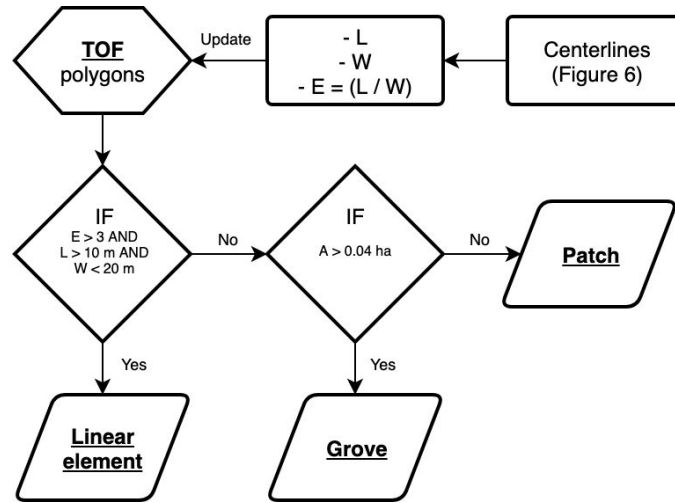 TOF
polygons
Update
- L
- W
- E = (L / W)
Centerlines
(Figure 6)
IF
E > 3 AND
L > 10 m AND
W < 20 m
No
IF
A > 0.04 ha
No
Patch
Yes
Yes
Linear
element
Grove